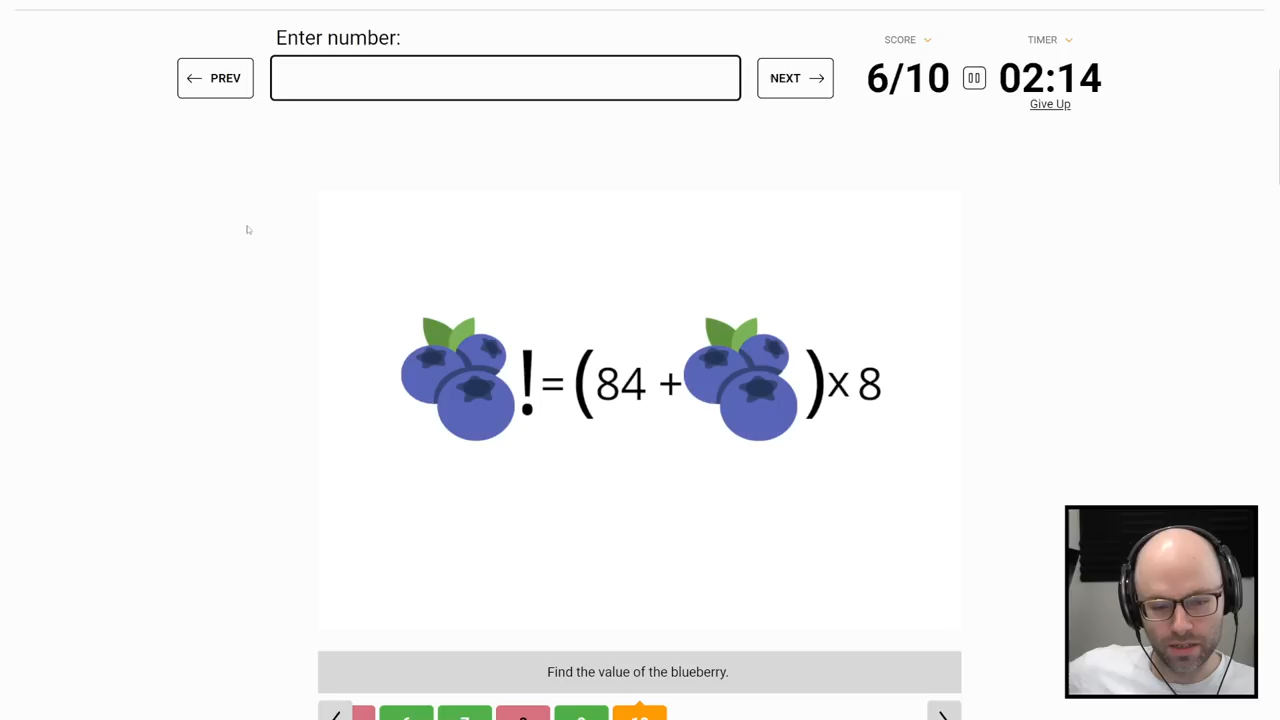 Enter number:
← PREV
NEXT →
SCORE
6/10
TIMER
02:14
Give Up
! = (84 + ) x 8
Find the value of the blueberry.